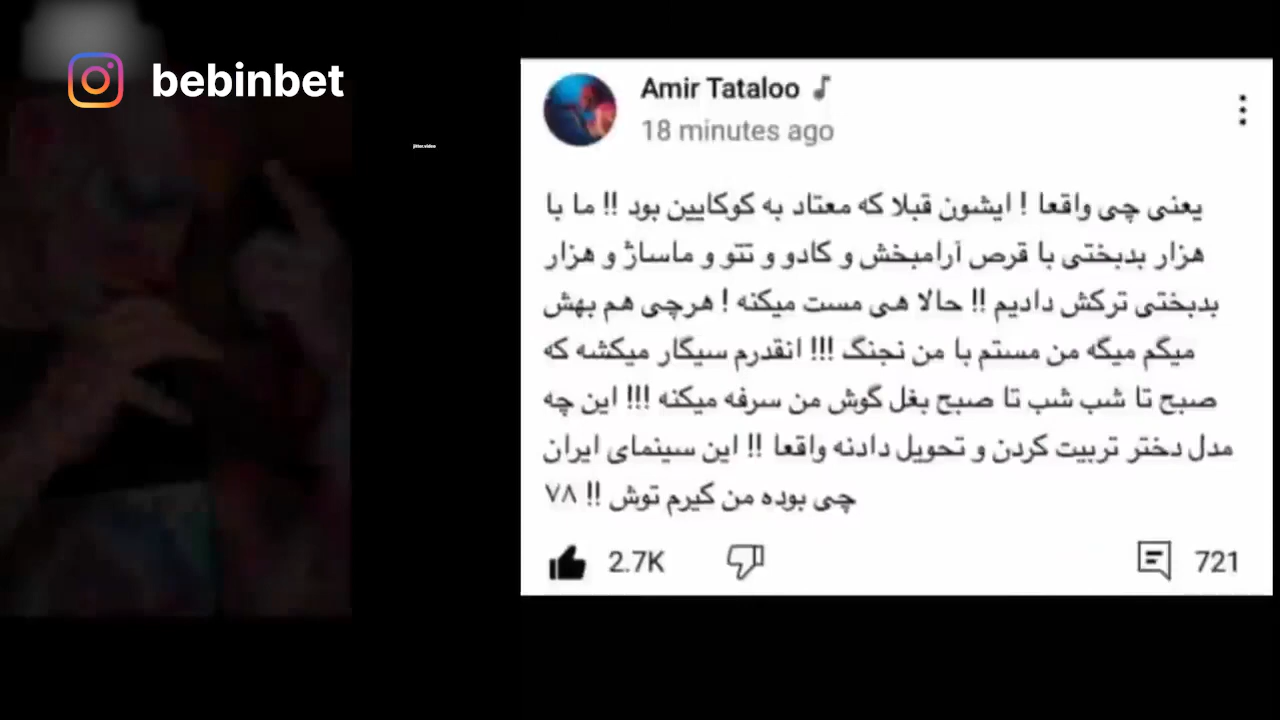 bebinbet
jitter.video
Amir Tataloo
18 minutes ago
یعنی چی واقعا ! ایشون قبلا که معتاد به کوکایین بود !! ما با
هزار بدبختی با قرص آرامبخش و کادو و تتو و ماساژ و هزار
بدبختی ترکش دادیم !! حالا هی مست میکنه ! هرچی هم بهش
میگم میگه من مستم با من نجنگ !!! انقدرم سیگار میکشه که
صبح تا شب شب تا صبح بغل گوش من سرفه میکنه !!! این چه
مدل دختر تربیت کردن و تحویل دادنه واقعا !! این سینمای ایران
چی بوده من کیرم توش !! ۷۸
2.7K
721